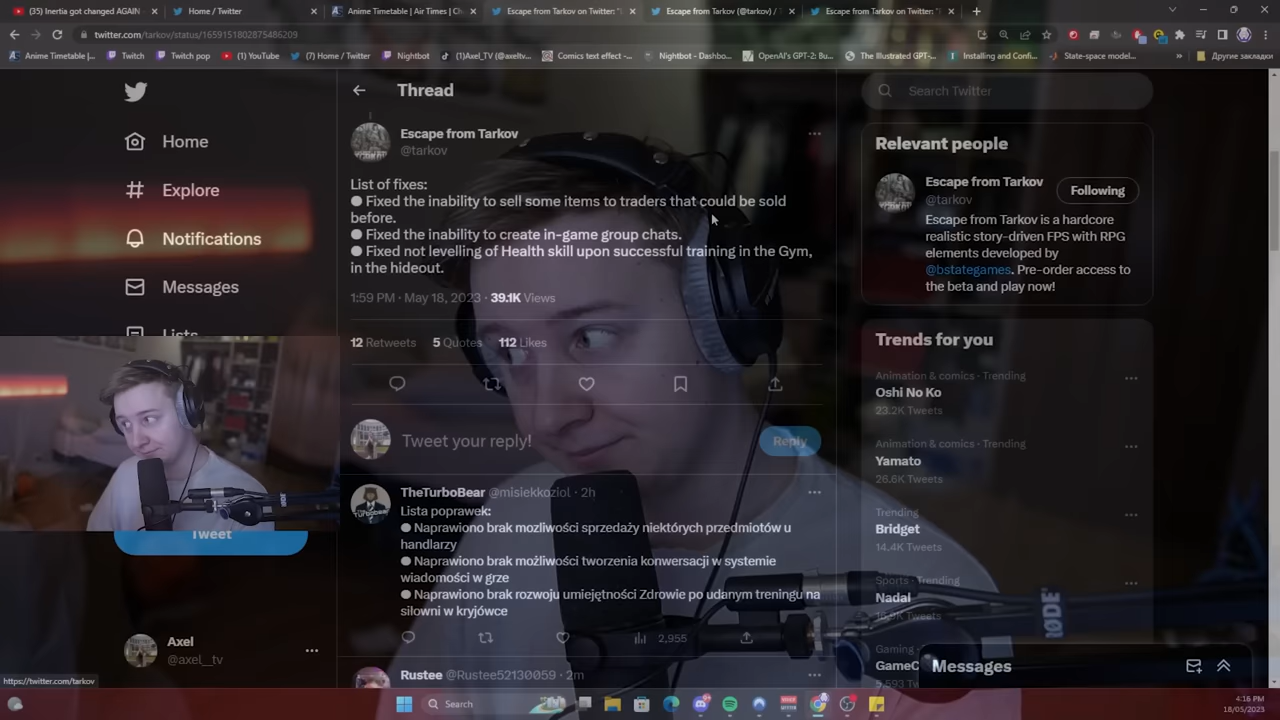 (35) Inertia got changed AGAIN
Home / Twitter
Anime Timetable | Air Times | Ch
Escape from Tarkov on Twitter: "L
Escape from Tarkov (@tarkov) / T
Escape from Tarkov on Twitter: "
twitter.com/tarkov/status/1659151802875486209
Anime Timetable |...
Twitch
Twitch pop
(1) YouTube
(7) Home / Twitter
Nightbot
(1)Axel_TV (@axeltv...
Comics text effect -...
Nightbot - Dashbo...
OpenAI's GPT-2: Bu...
The Illustrated GPT-...
Installing and Confi...
State-space model...
»
Другие закладки
Home
Explore
Notifications
Messages
Lists
Tweet
Axel
@axel__tv
Thread
Escape from Tarkov
@tarkov
List of fixes:
● Fixed the inability to sell some items to traders that could be sold
before.
● Fixed the inability to create in-game group chats.
● Fixed not levelling of Health skill upon successful training in the Gym,
in the hideout.
1:59 PM · May 18, 2023 · 39.1K Views
12 Retweets 5 Quotes 112 Likes
Tweet your reply!
Reply
TheTurboBear @misiekkoziol · 2h
Lista poprawek:
● Naprawiono brak mozliwości sprzedaży niektórych przedmiotów u
handlarzy
● Naprawiono brak możliwości tworzenia konwersacji w systemie
wiadomości w grze
● Naprawiono brak rozwoju umiejętności Zdrowie po udanym treningu na
siłowni w kryjówce
2,955
Rustee @Rustee52130059 · 2m
Search Twitter
Relevant people
Escape from Tarkov
@tarkov
Following
Escape from Tarkov is a hardcore
realistic story-driven FPS with RPG
elements developed by
@bstategames. Pre-order access to
the beta and play now!
Trends for you
Animation & comics · Trending
Oshi No Ko
23.2K Tweets
Animation & comics · Trending
Yamato
26.6K Tweets
Trending
Bridget
14.4K Tweets
Sports · Trending
Nadal
Tweets
Gaming ·
GameC
5,593 Tweets
Messages
RØDE
https://twitter.com/tarkov
Search
4:16 PM
18/05/2023